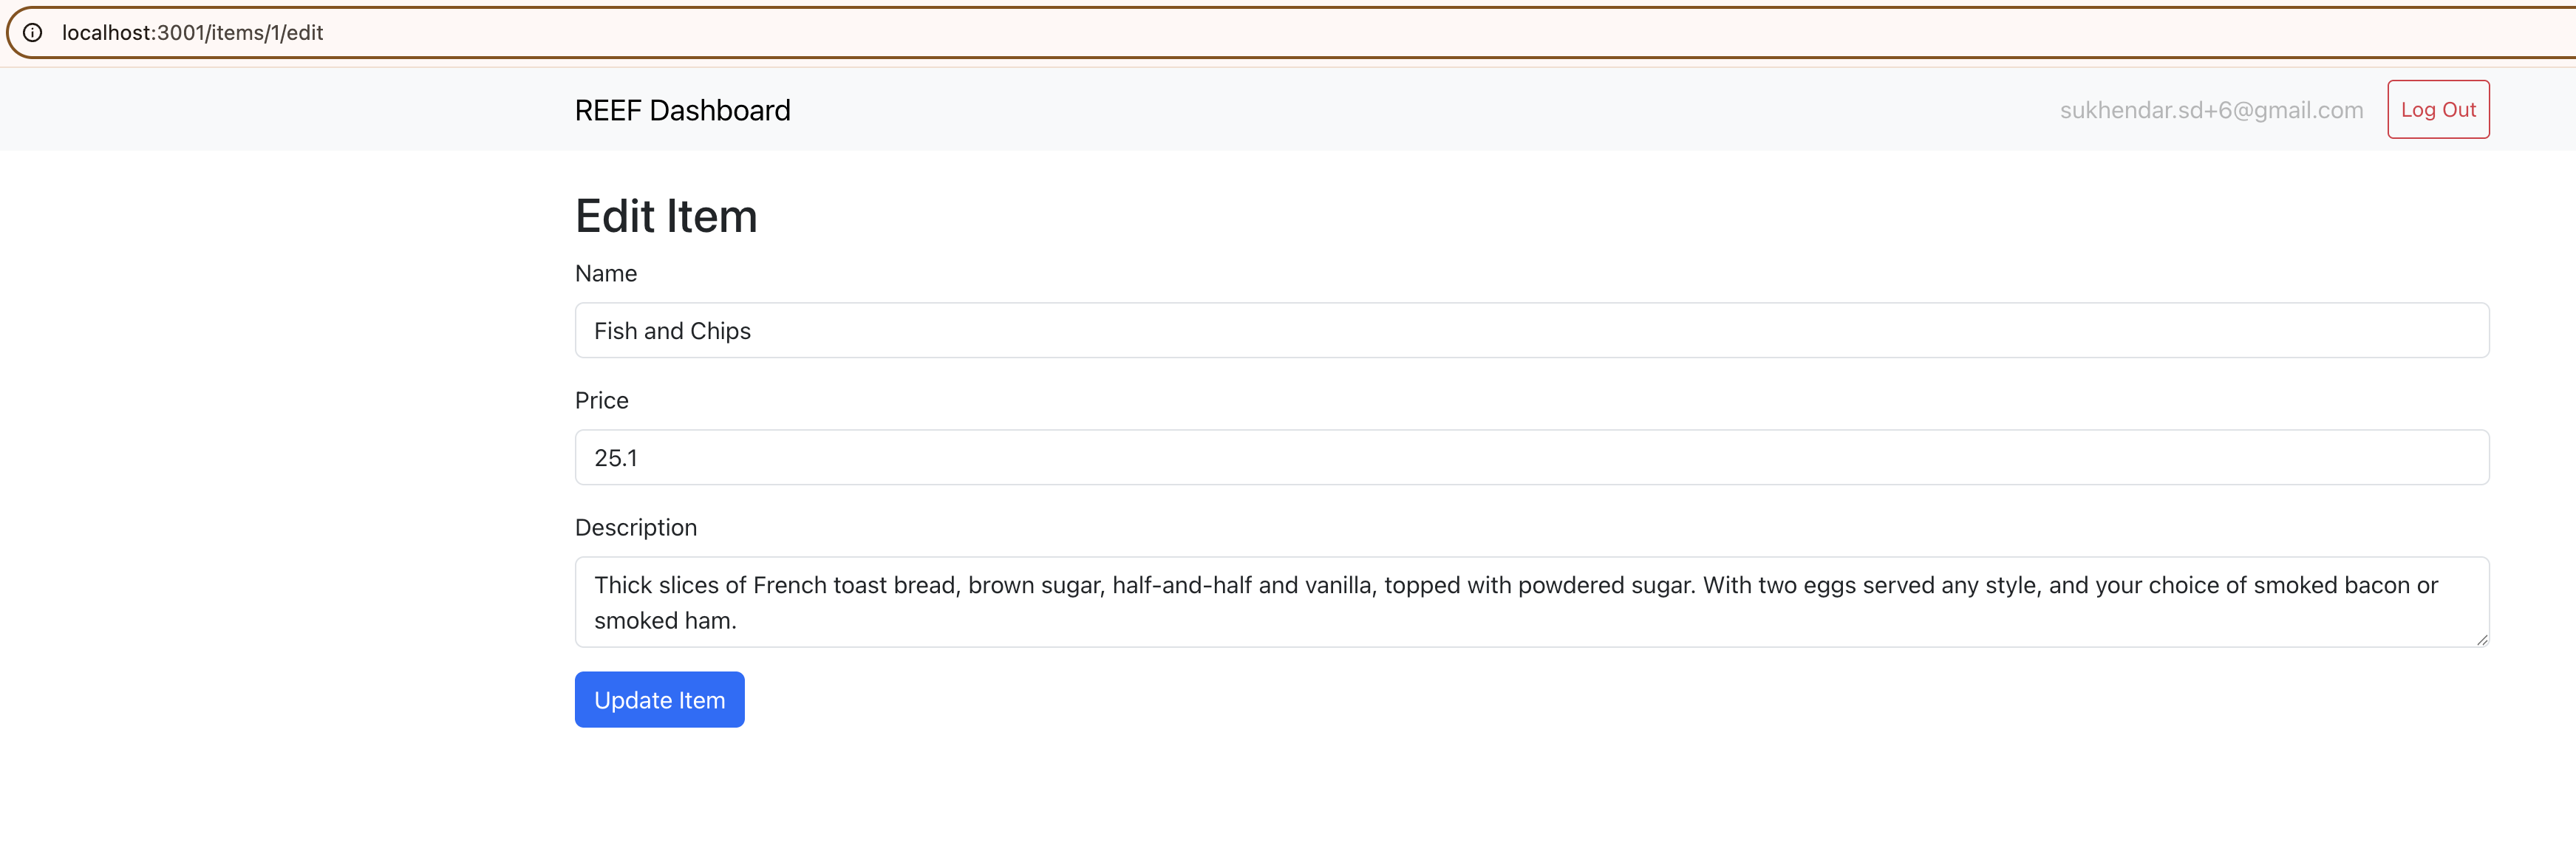 localhost:3001/items/1/edit
REEF Dashboard
sukhendar.sd+6@gmail.com
Log Out
Edit Item
Name
Fish and Chips
Price
25.1
Description
Thick slices of French toast bread, brown sugar, half-and-half and vanilla, topped with powdered sugar. With two eggs served any style, and your choice of smoked bacon or
smoked ham.
Update Item